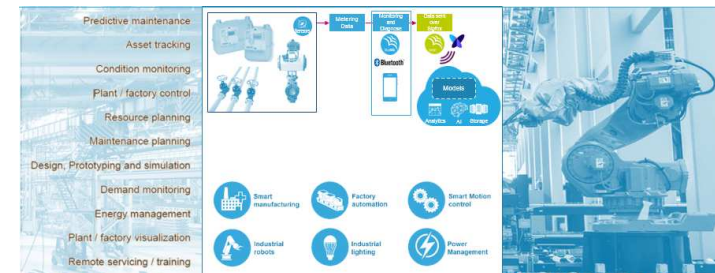 Predictive maintenance
Asset tracking
Condition monitoring
Plant / factory control
Resource planning
Maintenance planning
Design, Prototyping and simulation
Demand monitoring
Energy management
Plant / factory visualization
Remote servicing / training
Metering
Data
Monitoring
and
Diagnose
Data sent
over
Bluetooth
Models
Analytics
AI
Storage
Smart
manufacturing
Factory
automation
Smart Motion
control
Industrial
robots
Industrial
lighting
Power
Management